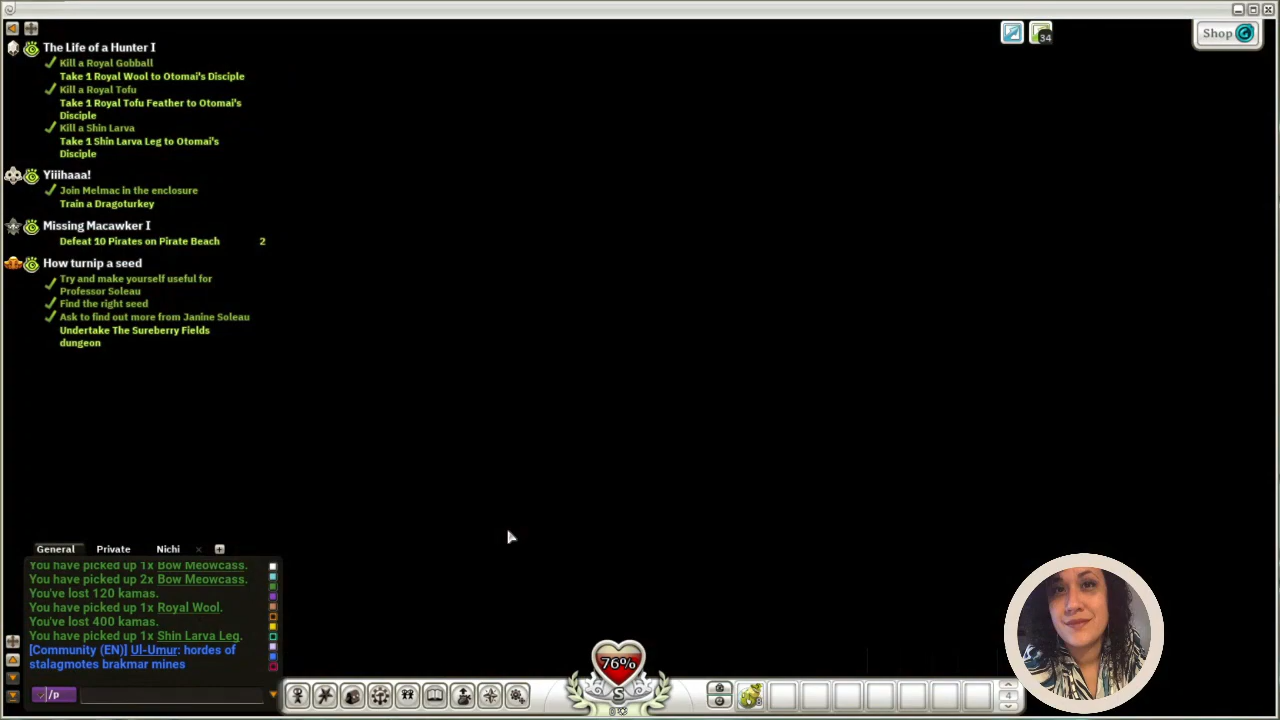 Shop
34
The Life of a Hunter I
Kill a Royal Gobball
Take 1 Royal Wool to Otomai's Disciple
Kill a Royal Tofu
Take 1 Royal Tofu Feather to Otomai's
Disciple
Kill a Shin Larva
Take 1 Shin Larva Leg to Otomai's
Disciple
Yiiihaaa!
Join Melmac in the enclosure
Train a Dragoturkey
Missing Macawker I
Defeat 10 Pirates on Pirate Beach 2
How turnip a seed
Try and make yourself useful for
Professor Soleau
Find the right seed
Ask to find out more from Janine Soleau
Undertake The Sureberry Fields
dungeon
General Private Nichi
You have picked up 1x Bow Meowcass.
You have picked up 2x Bow Meowcass.
You've lost 120 kamas.
You have picked up 1x Royal Wool.
You've lost 400 kamas.
You have picked up 1x Shin Larva Leg.
[Community (EN)] Ul-Umur: hordes of
stalagmotes brakmar mines
/p
76%
S
4